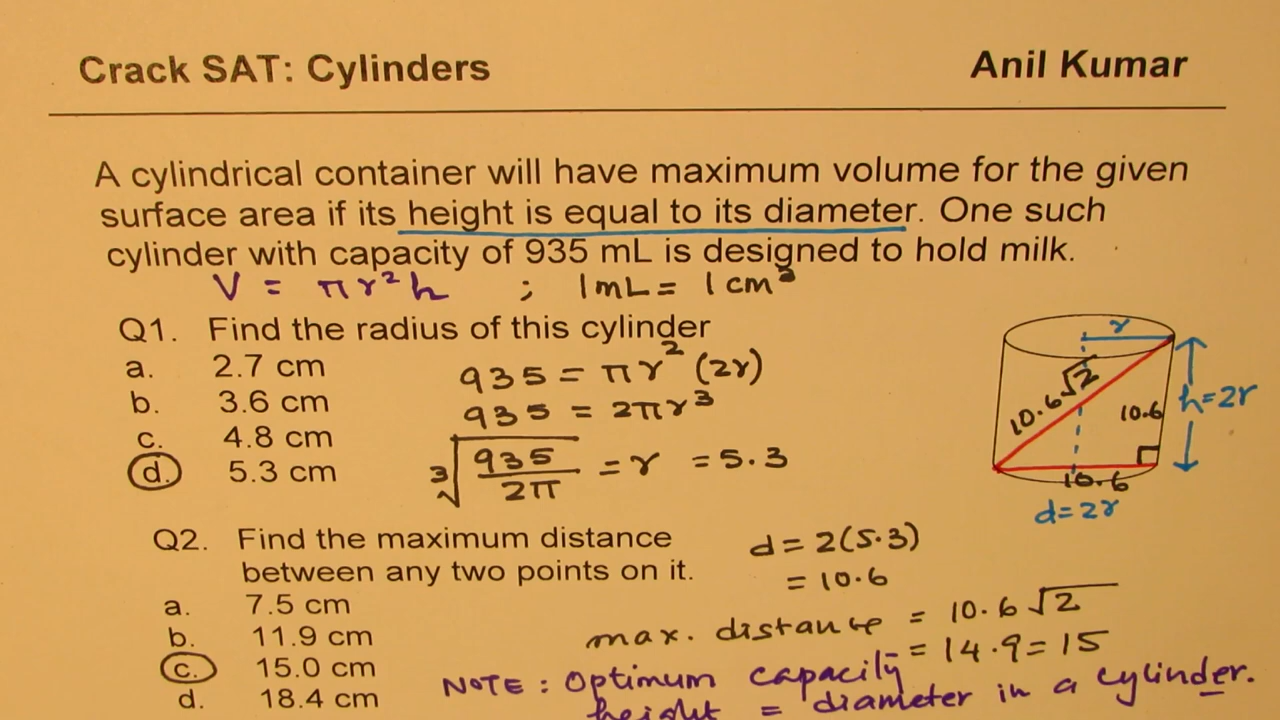 Crack SAT: Cylinders
Anil Kumar
A cylindrical container will have maximum volume for the given
surface area if its height is equal to its diameter. One such
cylinder with capacity of 935 mL is designed to hold milk.
V = πr²h ; 1mL = 1cm³
Q1. Find the radius of this cylinder
a. 2.7 cm
b. 3.6 cm
c. 4.8 cm
d. 5.3 cm
935 = πr²(2r)
935 = 2πr³
³√(935/2π) = r = 5.3
r
10.6√2
10.6
h=2r
10.6
d=2r
Q2. Find the maximum distance
between any two points on it.
a. 7.5 cm
b. 11.9 cm
c. 15.0 cm
d. 18.4 cm
d = 2(5.3)
= 10.6
max. distance = 10.6√2
= 14.9 = 15
NOTE: Optimum capacity
height = diameter in a cylinder.